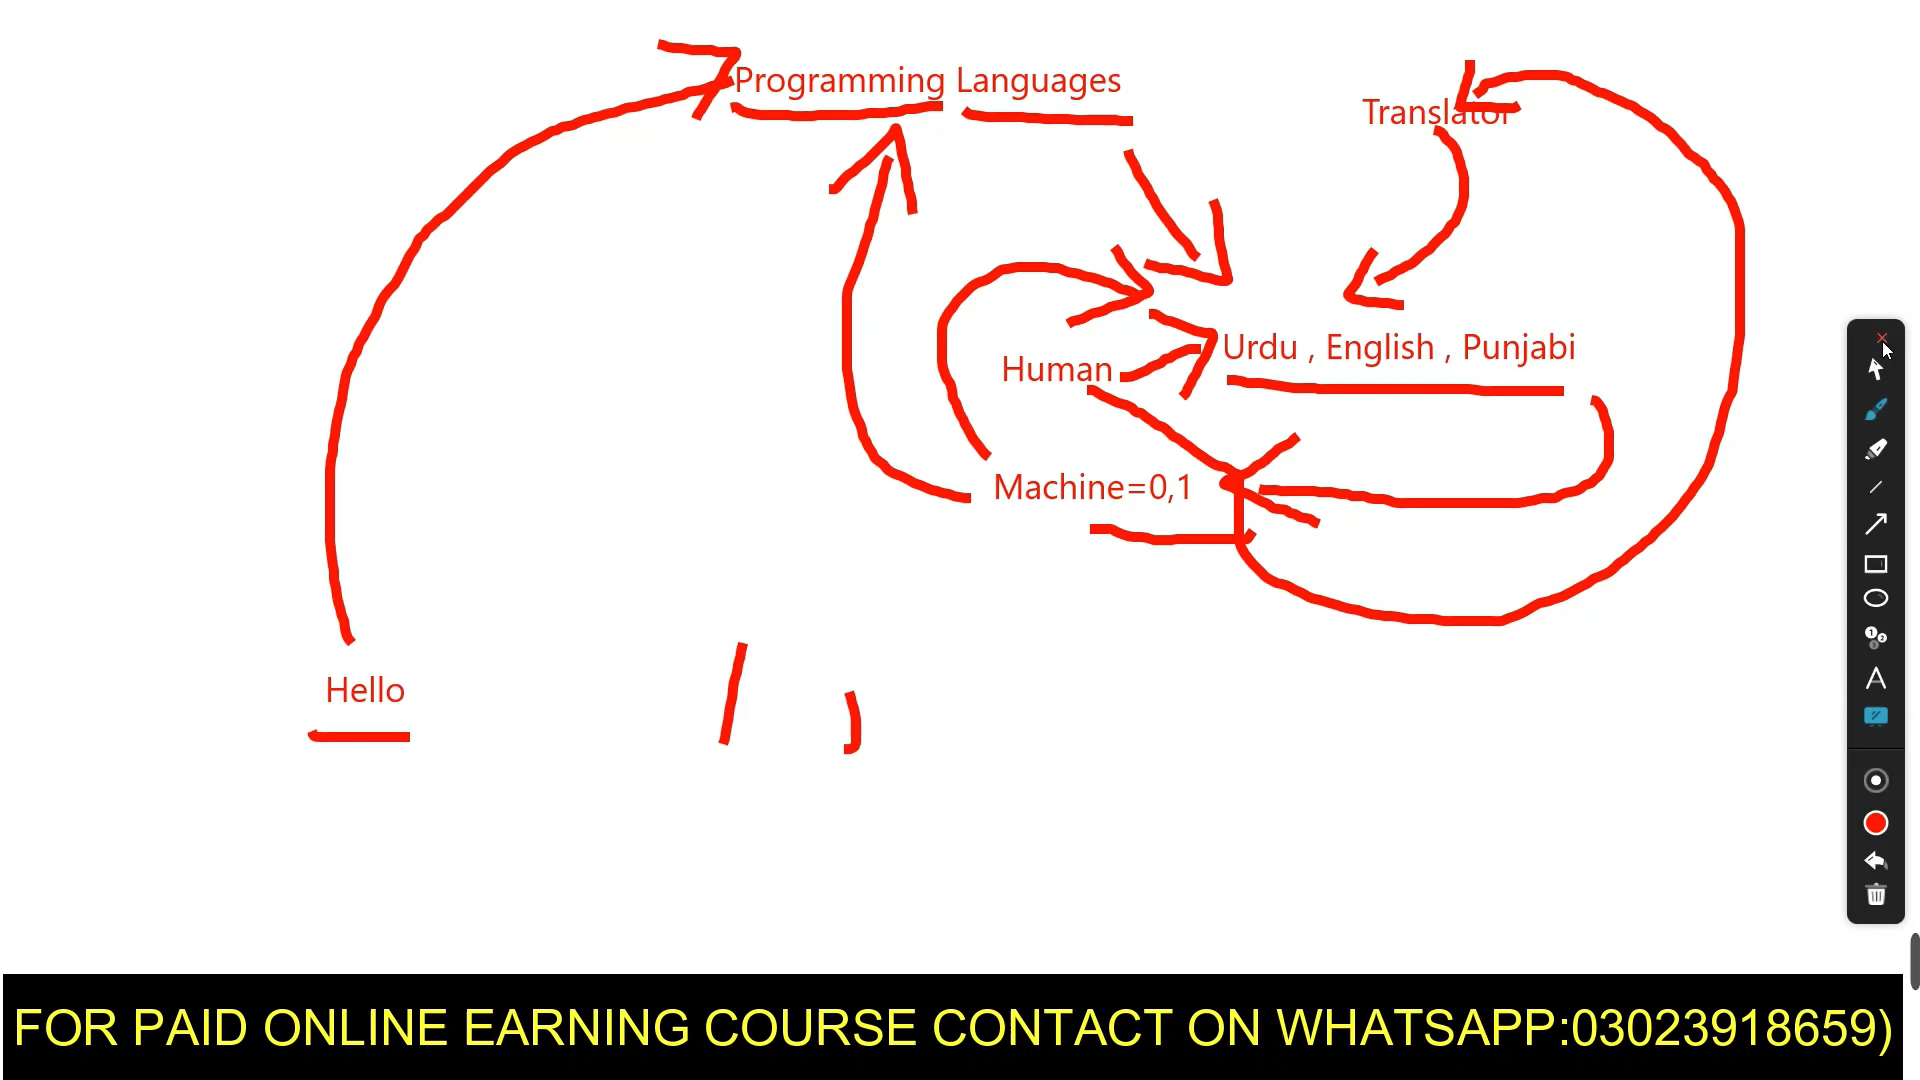 Programming Languages
Translator
Urdu , English , Punjabi
Human
Machine=0,1
Hello
FOR PAID ONLINE EARNING COURSE CONTACT ON WHATSAPP:03023918659)